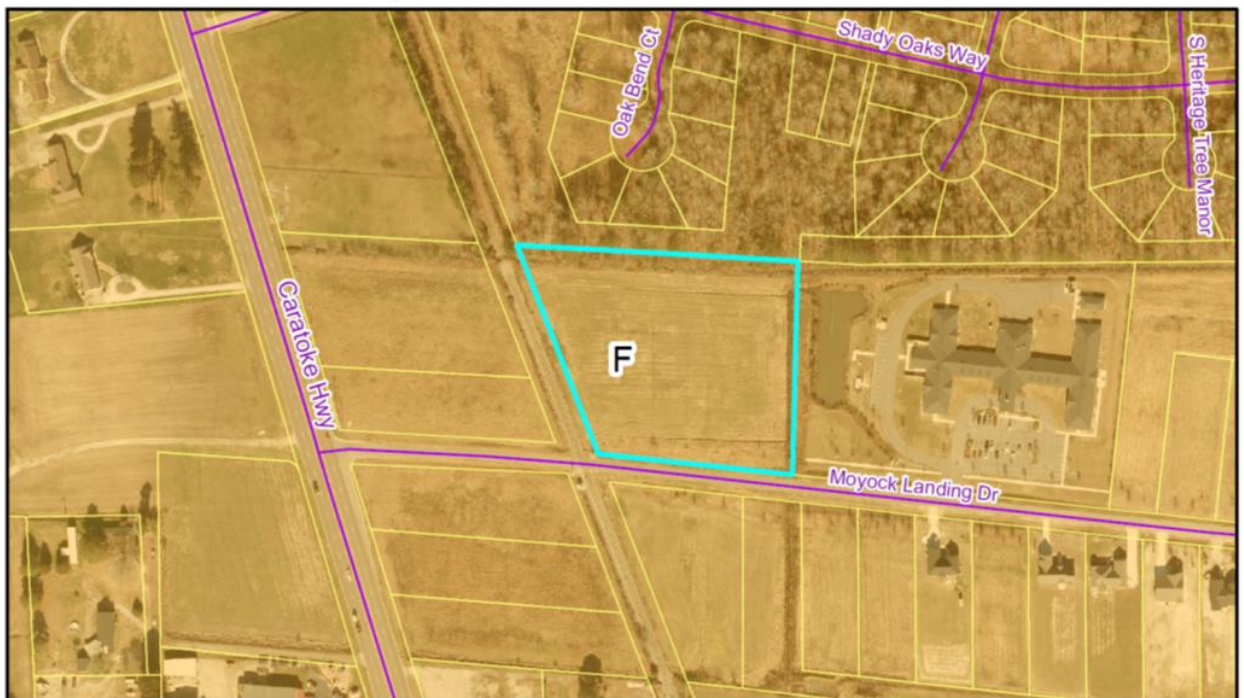 Shady Oaks Way
Oak Bend Ct
S Heritage Tree Manor
Caratoke Hwy
F
Moyock Landing Dr